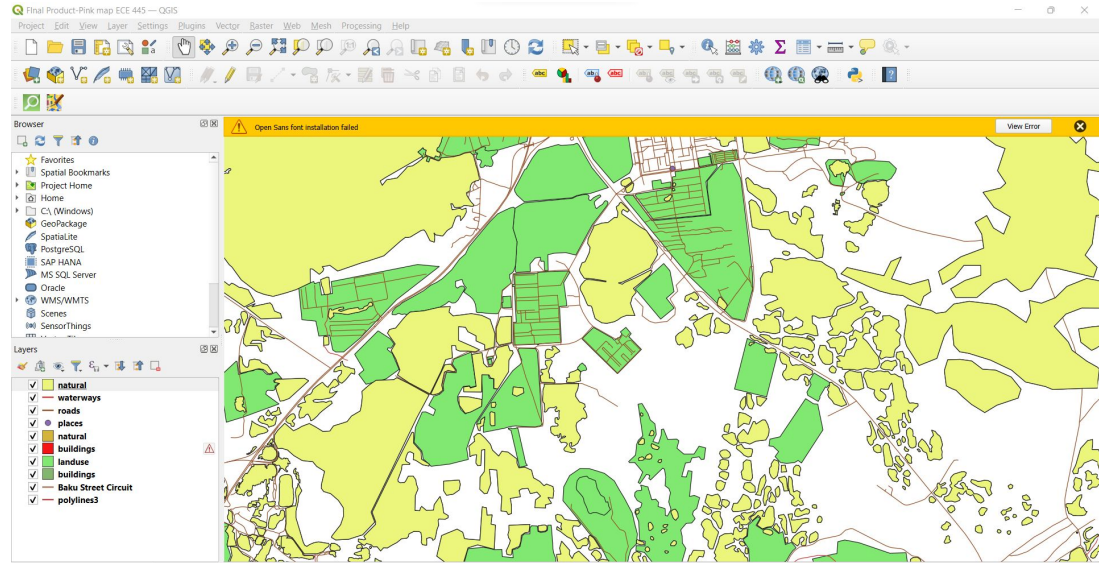 FInal Product-Pink map ECE 445 — QGIS
Project Edit View Layer Settings Plugins Vector Raster Web Mesh Processing Help
abc ab abc
Browser
Open Sans font installation failed
View Error
Favorites
Spatial Bookmarks
Project Home
Home
C:\ (Windows)
GeoPackage
SpatiaLite
PostgreSQL
SAP HANA
MS SQL Server
Oracle
WMS/WMTS
Scenes
SensorThings
Layers
natural
waterways
roads
places
natural
buildings
landuse
buildings
Baku Street Circuit
polylines3